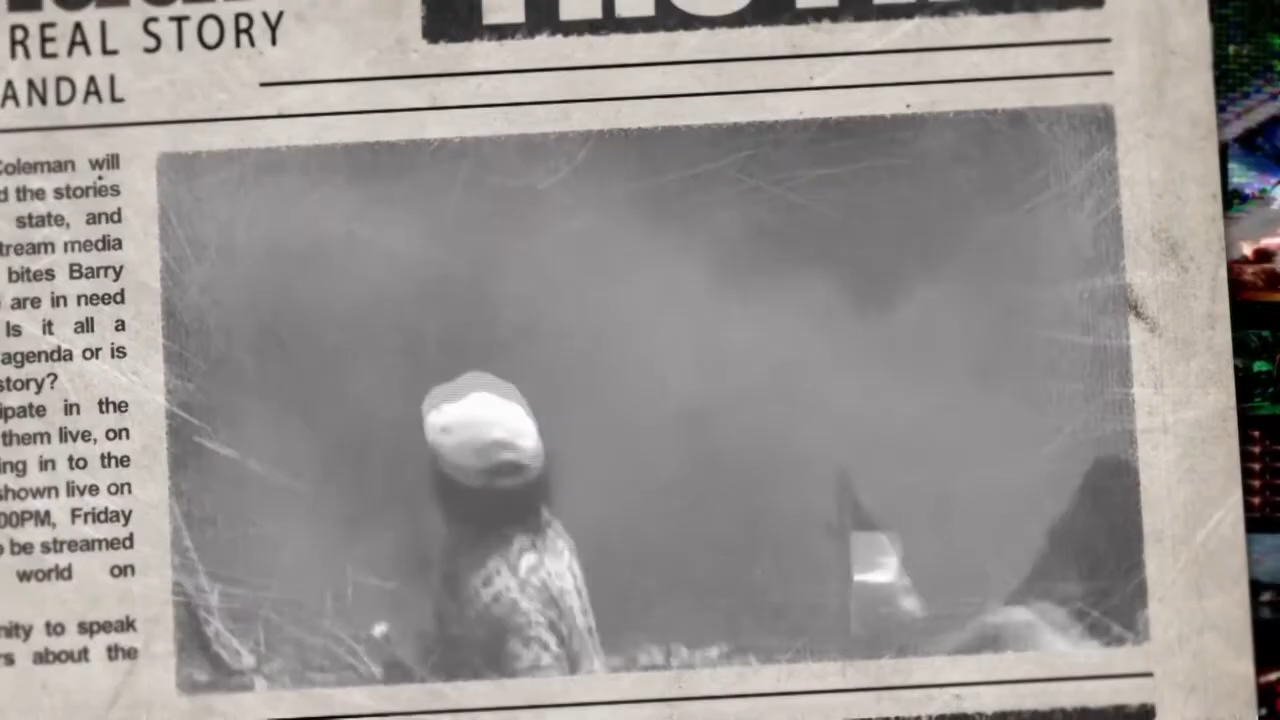 REAL STORY
ANDAL
Coleman will
d the stories
state, and
tream media
bites Barry
are in need
Is it all a
agenda or is
story?
ipate in the
them live, on
ing in to the
shown live on
00PM, Friday
be streamed
world on
nity to speak
rs about the